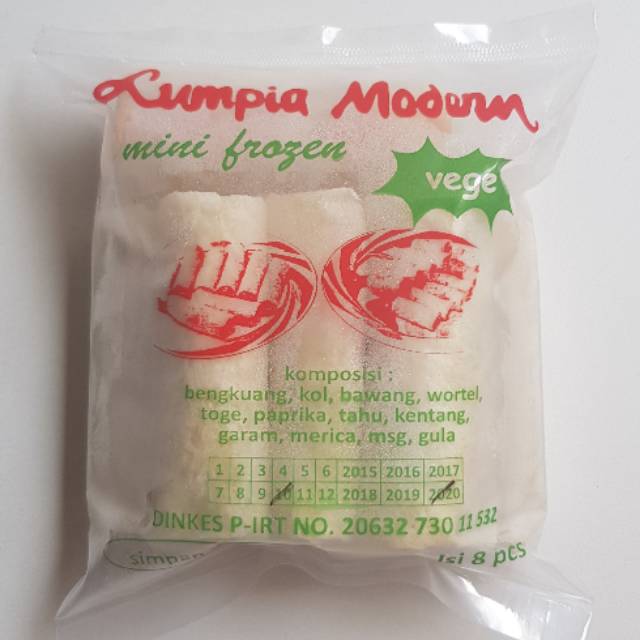 Lumpia Modern
mini frozen
vegé
komposisi :
bengkuang, kol, bawang, wortel,
toge, paprika, tahu, kentang,
garam, merica, msg, gula
1 2 3 4 5 6 2015 2016 2017
7 8 9 10 11 12 2018 2019 2020
DINKES P-IRT NO. 20632 730 11 532
isi 8 pcs